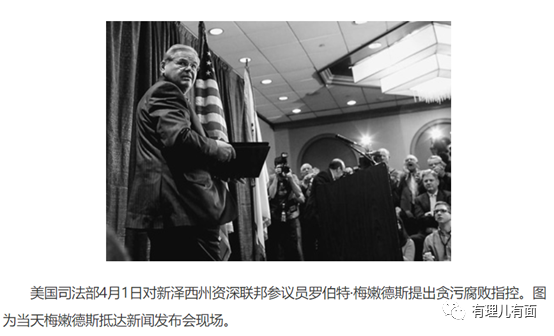 美国司法部4月1日对新泽西州资深联邦参议员罗伯特·梅嫩德斯提出贪污腐败指控。图
为当天梅嫩德斯抵达新闻发布会现场。
有理儿有面